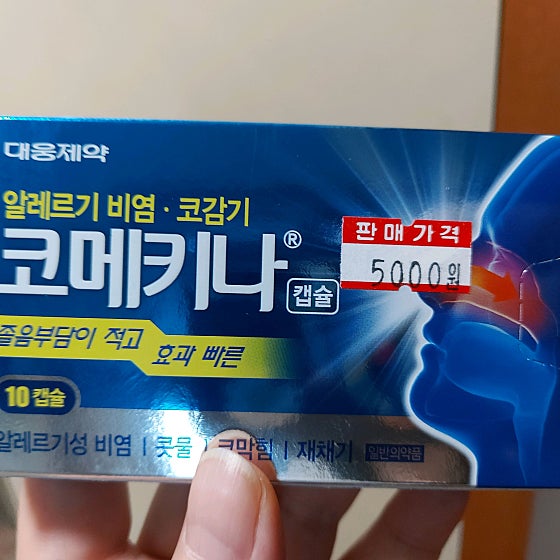 대웅제약
알레르기 비염 · 코감기
코메키나® 캡슐
판매가격
5000원
졸음부담이 적고
효과 빠른
10캡슐
알레르기성 비염 | 콧물 | 코막힘 | 재채기 일반의약품